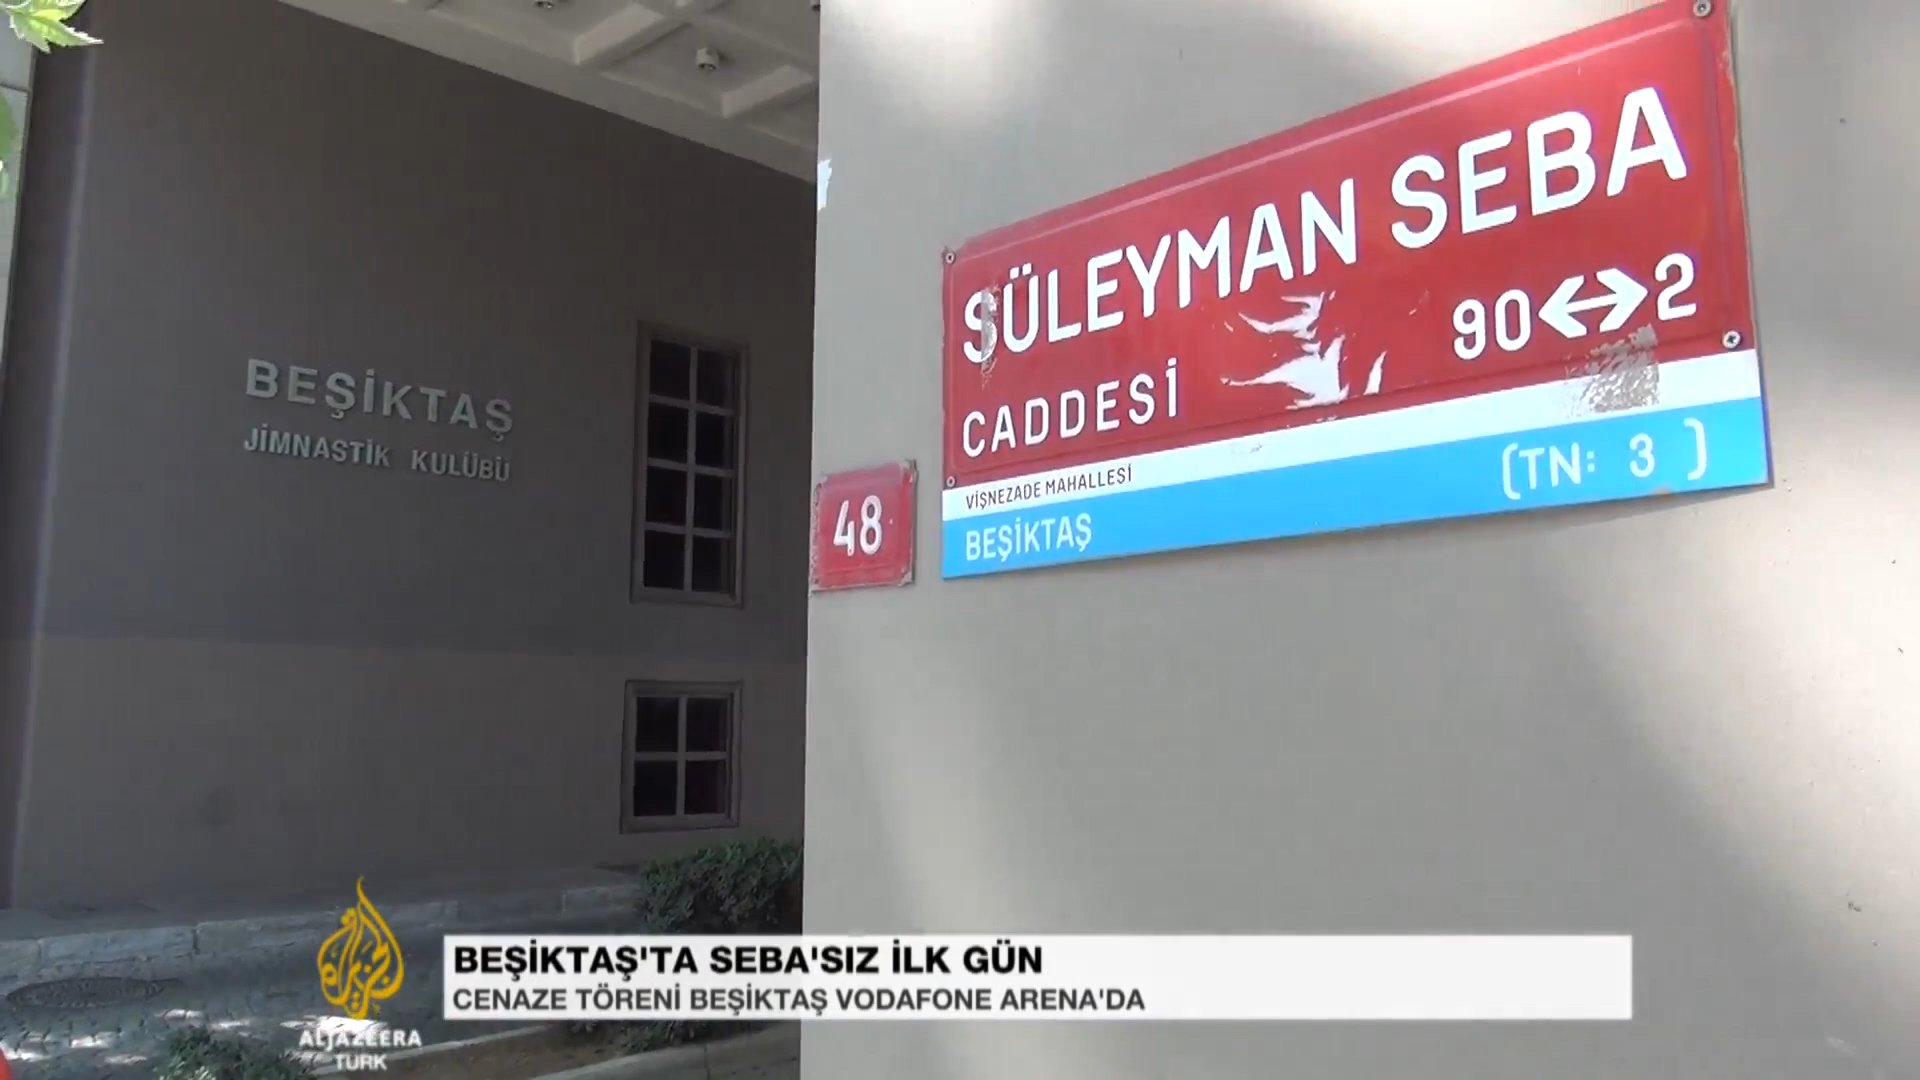 BEŞİKTAŞ
JİMNASTİK KULÜBÜ
SÜLEYMAN SEBA
90↔2
CADDESİ
VİŞNEZADE MAHALLESİ
BEŞİKTAŞ
(TN: 3 )
48
BEŞİKTAŞ'TA SEBA'SIZ İLK GÜN
CENAZE TÖRENİ BEŞİKTAŞ VODAFONE ARENA'DA
ALJAZEERA
TURK